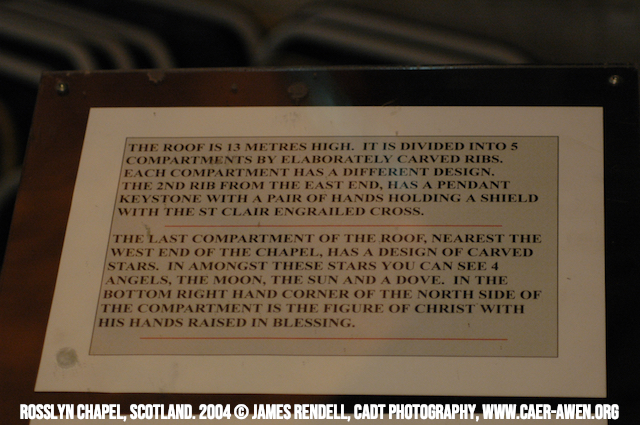 THE ROOF IS 13 METRES HIGH. IT IS DIVIDED INTO 5
COMPARTMENTS BY ELABORATELY CARVED RIBS.
EACH COMPARTMENT HAS A DIFFERENT DESIGN.
THE 2ND RIB FROM THE EAST END, HAS A PENDANT
KEYSTONE WITH A PAIR OF HANDS HOLDING A SHIELD
WITH THE ST CLAIR ENGRAILED CROSS.
THE LAST COMPARTMENT OF THE ROOF, NEAREST THE
WEST END OF THE CHAPEL, HAS A DESIGN OF CARVED
STARS. IN AMONGST THESE STARS YOU CAN SEE 4
ANGELS, THE MOON, THE SUN AND A DOVE. IN THE
BOTTOM RIGHT HAND CORNER OF THE NORTH SIDE OF
THE COMPARTMENT IS THE FIGURE OF CHRIST WITH
HIS HANDS RAISED IN BLESSING.
ROSSLYN CHAPEL, SCOTLAND. 2004 © JAMES RENDELL, CADT PHOTOGRAPHY, WWW.CAER-AWEN.ORG